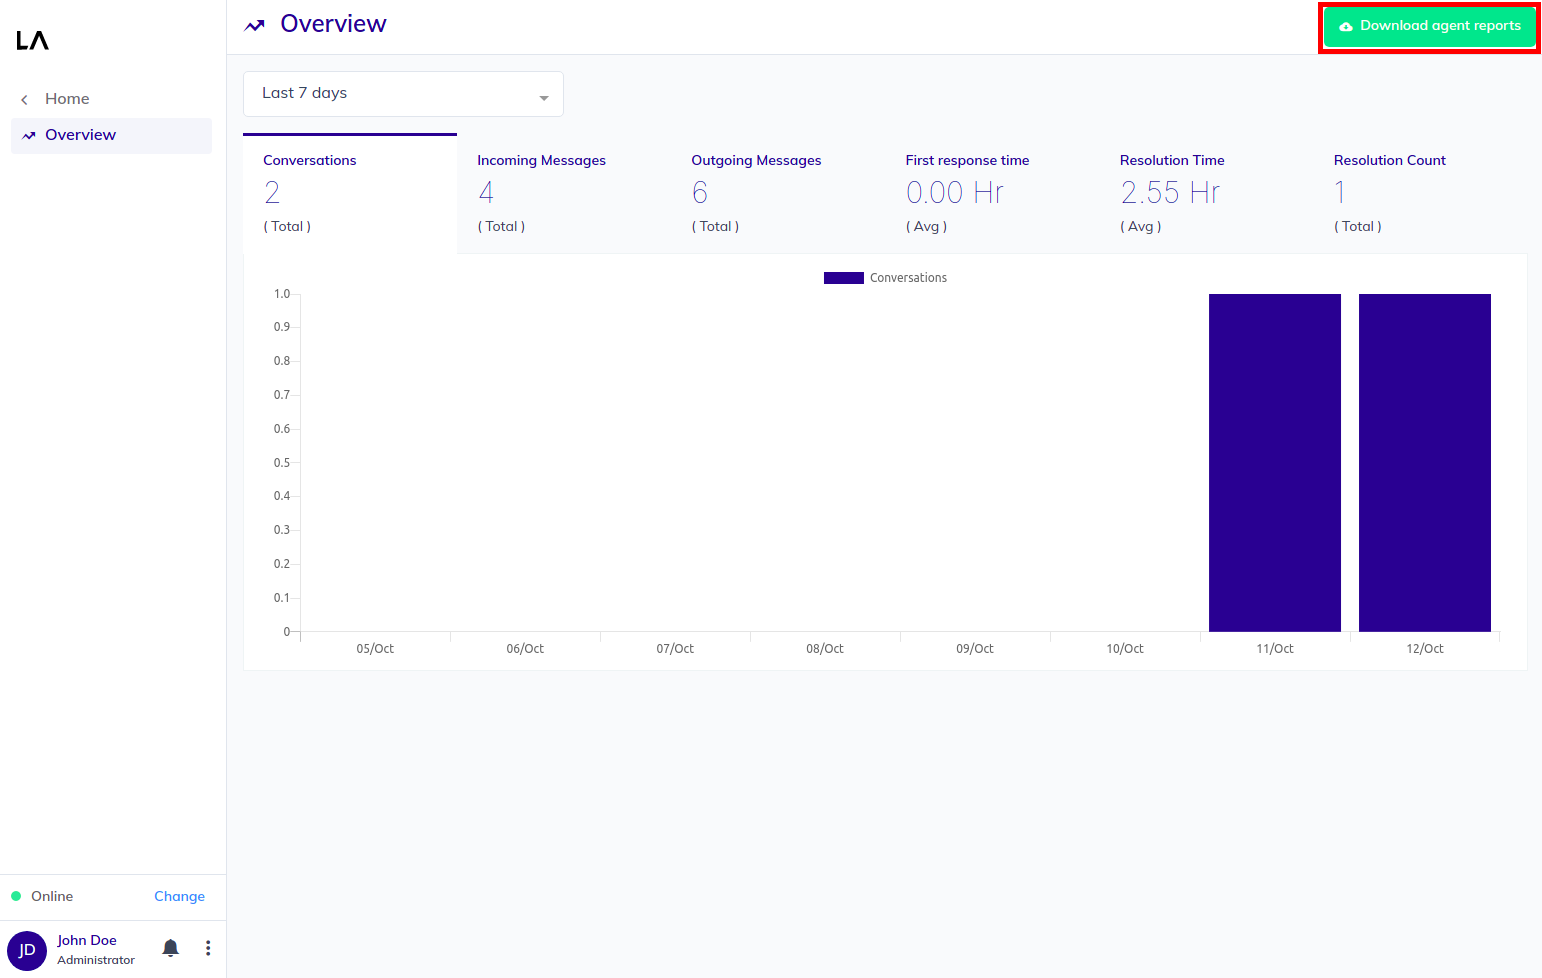 LA
Home
Overview
Online
Change
JD
John Doe
Administrator
Overview
Download agent reports
Last 7 days
Conversations
2
( Total )
Incoming Messages
4
( Total )
Outgoing Messages
6
( Total )
First response time
0.00 Hr
( Avg )
Resolution Time
2.55 Hr
( Avg )
Resolution Count
1
( Total )
Conversations
1.0
0.9
0.8
0.7
0.6
0.5
0.4
0.3
0.2
0.1
0
05/Oct 06/Oct 07/Oct 08/Oct 09/Oct 10/Oct 11/Oct 12/Oct